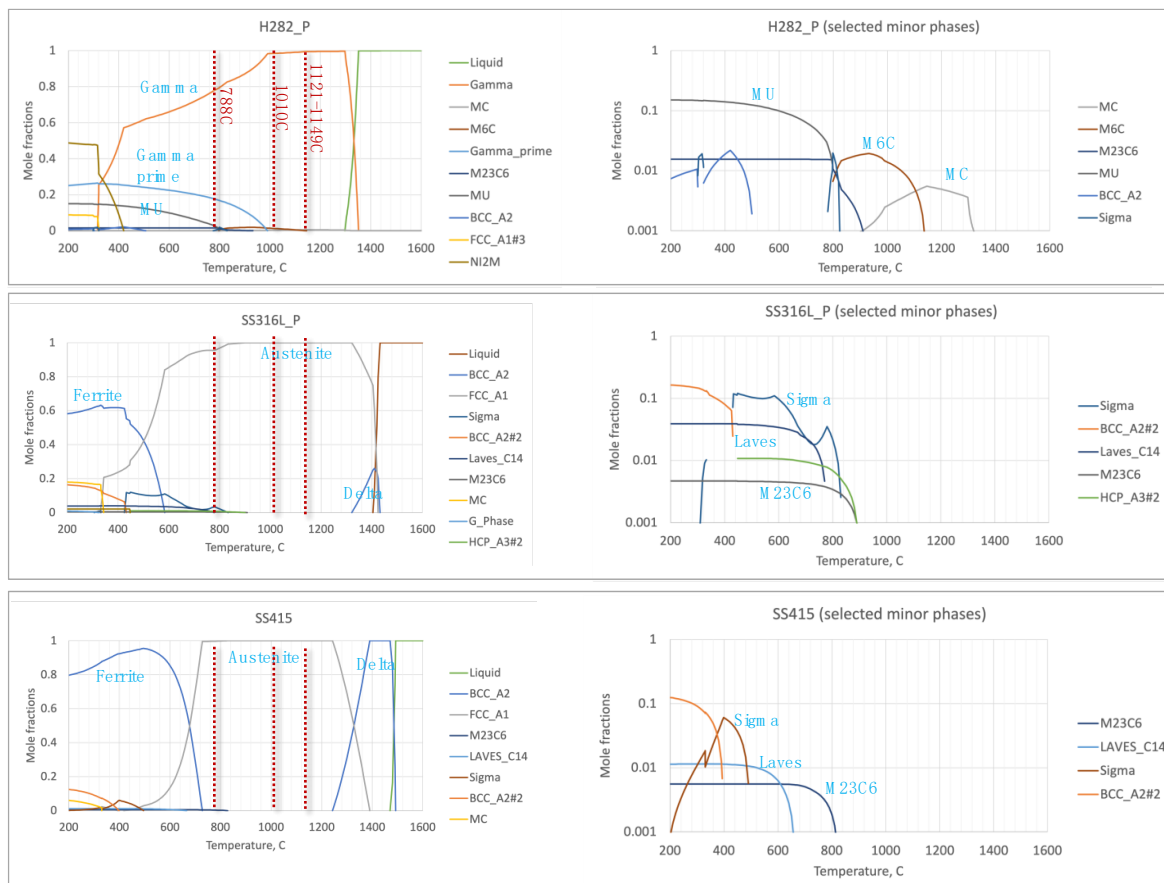 H282_P
Mole fractions
1
0.8
0.6
0.4
0.2
0
200 400 600 800 1000 1200 1400 1600
Temperature, C
Gamma
Gamma
prime
MU
788C
1010C
1121-1149C
Liquid
Gamma
MC
M6C
Gamma_prime
M23C6
MU
BCC_A2
FCC_A1#3
NI2M
H282_P (selected minor phases)
Mole fractions
1
0.1
0.01
0.001
200 400 600 800 1000 1200 1400 1600
Temperature, C
MU
M6C
MC
MC
M6C
M23C6
MU
BCC_A2
Sigma
SS316L_P
Mole fractions
1
0.8
0.6
0.4
0.2
0
200 400 600 800 1000 1200 1400 1600
Temperature, C
Ferrite
Austenite
Delta
Liquid
BCC_A2
FCC_A1
Sigma
BCC_A2#2
Laves_C14
M23C6
MC
G_Phase
HCP_A3#2
SS316L_P (selected minor phases)
Mole fractions
1
0.1
0.01
0.001
200 400 600 800 1000 1200 1400 1600
Temperature, C
Sigma
Laves
M23C6
Sigma
BCC_A2#2
Laves_C14
M23C6
HCP_A3#2
SS415
Mole fractions
1
0.8
0.6
0.4
0.2
0
200 400 600 800 1000 1200 1400 1600
Temperature, C
Ferrite
Austenite
Delta
Liquid
BCC_A2
FCC_A1
M23C6
LAVES_C14
Sigma
BCC_A2#2
MC
SS415 (selected minor phases)
Mole fractions
1
0.1
0.01
0.001
200 400 600 800 1000 1200 1400 1600
Temperature, C
Sigma
Laves
M23C6
M23C6
LAVES_C14
Sigma
BCC_A2#2